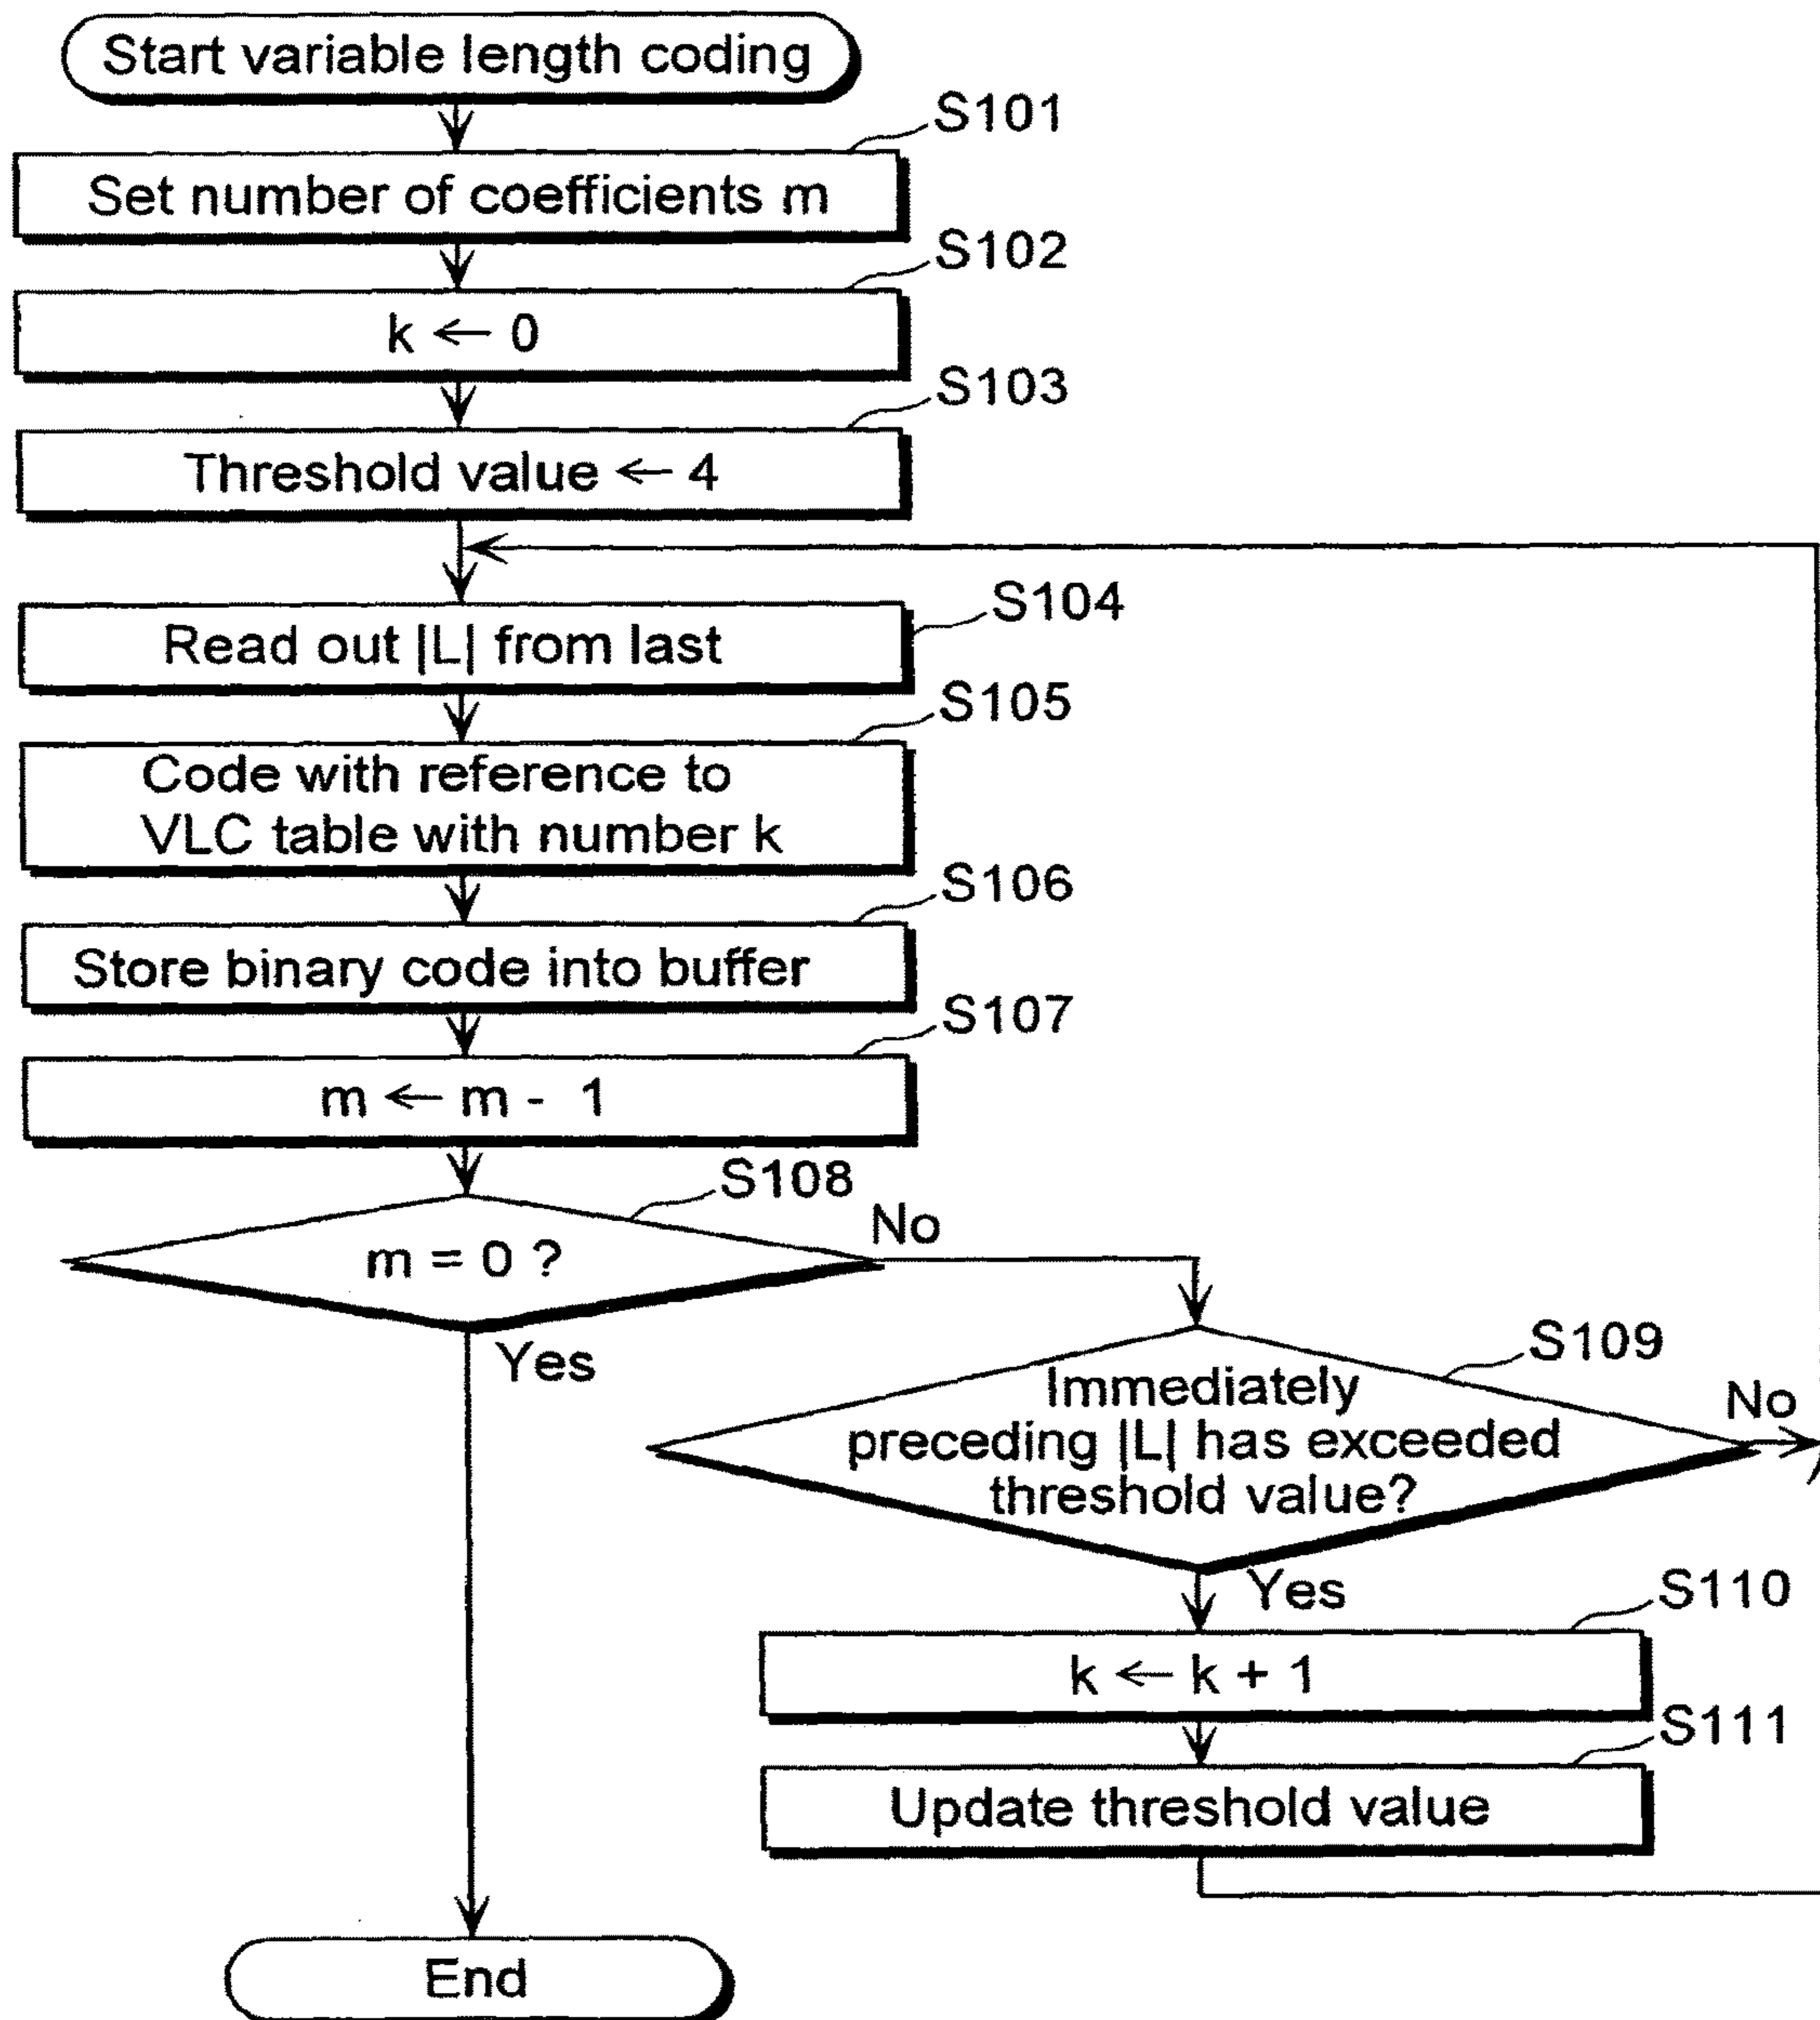 Start variable length coding
S101
Set number of coefficients m
S102
k ← 0
S103
Threshold value ← 4
S104
Read out |L| from last
S105
Code with reference to
VLC table with number k
S106
Store binary code into buffer
S107
m ← m - 1
S108
m = 0 ?
No
Yes
S109
Immediately
preceding |L| has exceeded
threshold value?
No
Yes
S110
k ← k + 1
S111
Update threshold value
End